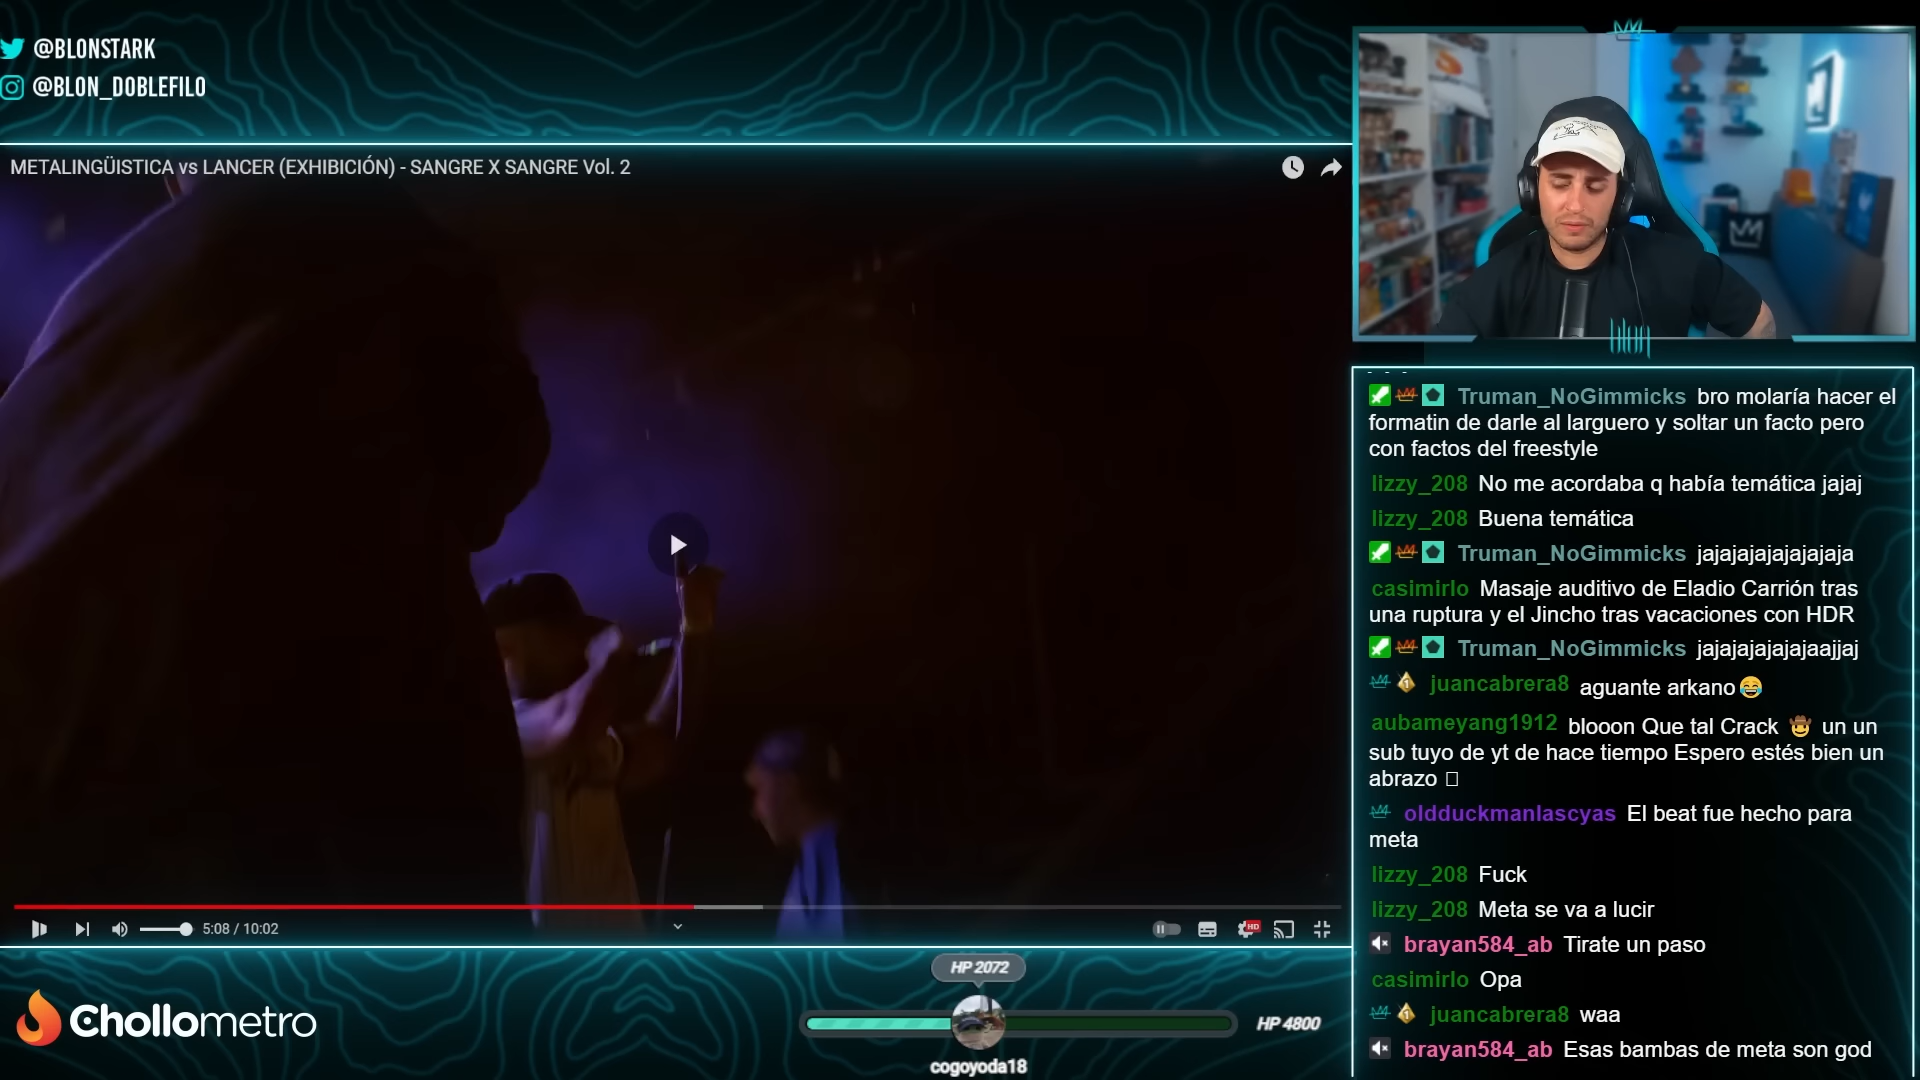 @BLONSTARK
@BLON_DOBLEFILO
METALINGÜISTICA vs LANCER (EXHIBICIÓN) - SANGRE X SANGRE Vol. 2
5:08 / 10:02
HD
Chollometro
HP 2072
HP 4800
cogoyoda18
Truman_NoGimmicks bro molaría hacer el
formatin de darle al larguero y soltar un facto pero
con factos del freestyle
lizzy_208 No me acordaba q había temática jajaj
lizzy_208 Buena temática
Truman_NoGimmicks jajajajajajajajaja
casimirlo Masaje auditivo de Eladio Carrión tras
una ruptura y el Jincho tras vacaciones con HDR
Truman_NoGimmicks jajajajajajajaajjaj
juancabrera8 aguante arkano😂
aubameyang1912 blooon Que tal Crack 🤠 un un
sub tuyo de yt de hace tiempo Espero estés bien un
abrazo
oldduckmanlascyas El beat fue hecho para
meta
lizzy_208 Fuck
lizzy_208 Meta se va a lucir
brayan584_ab Tirate un paso
casimirlo Opa
juancabrera8 waa
brayan584_ab Esas bambas de meta son god